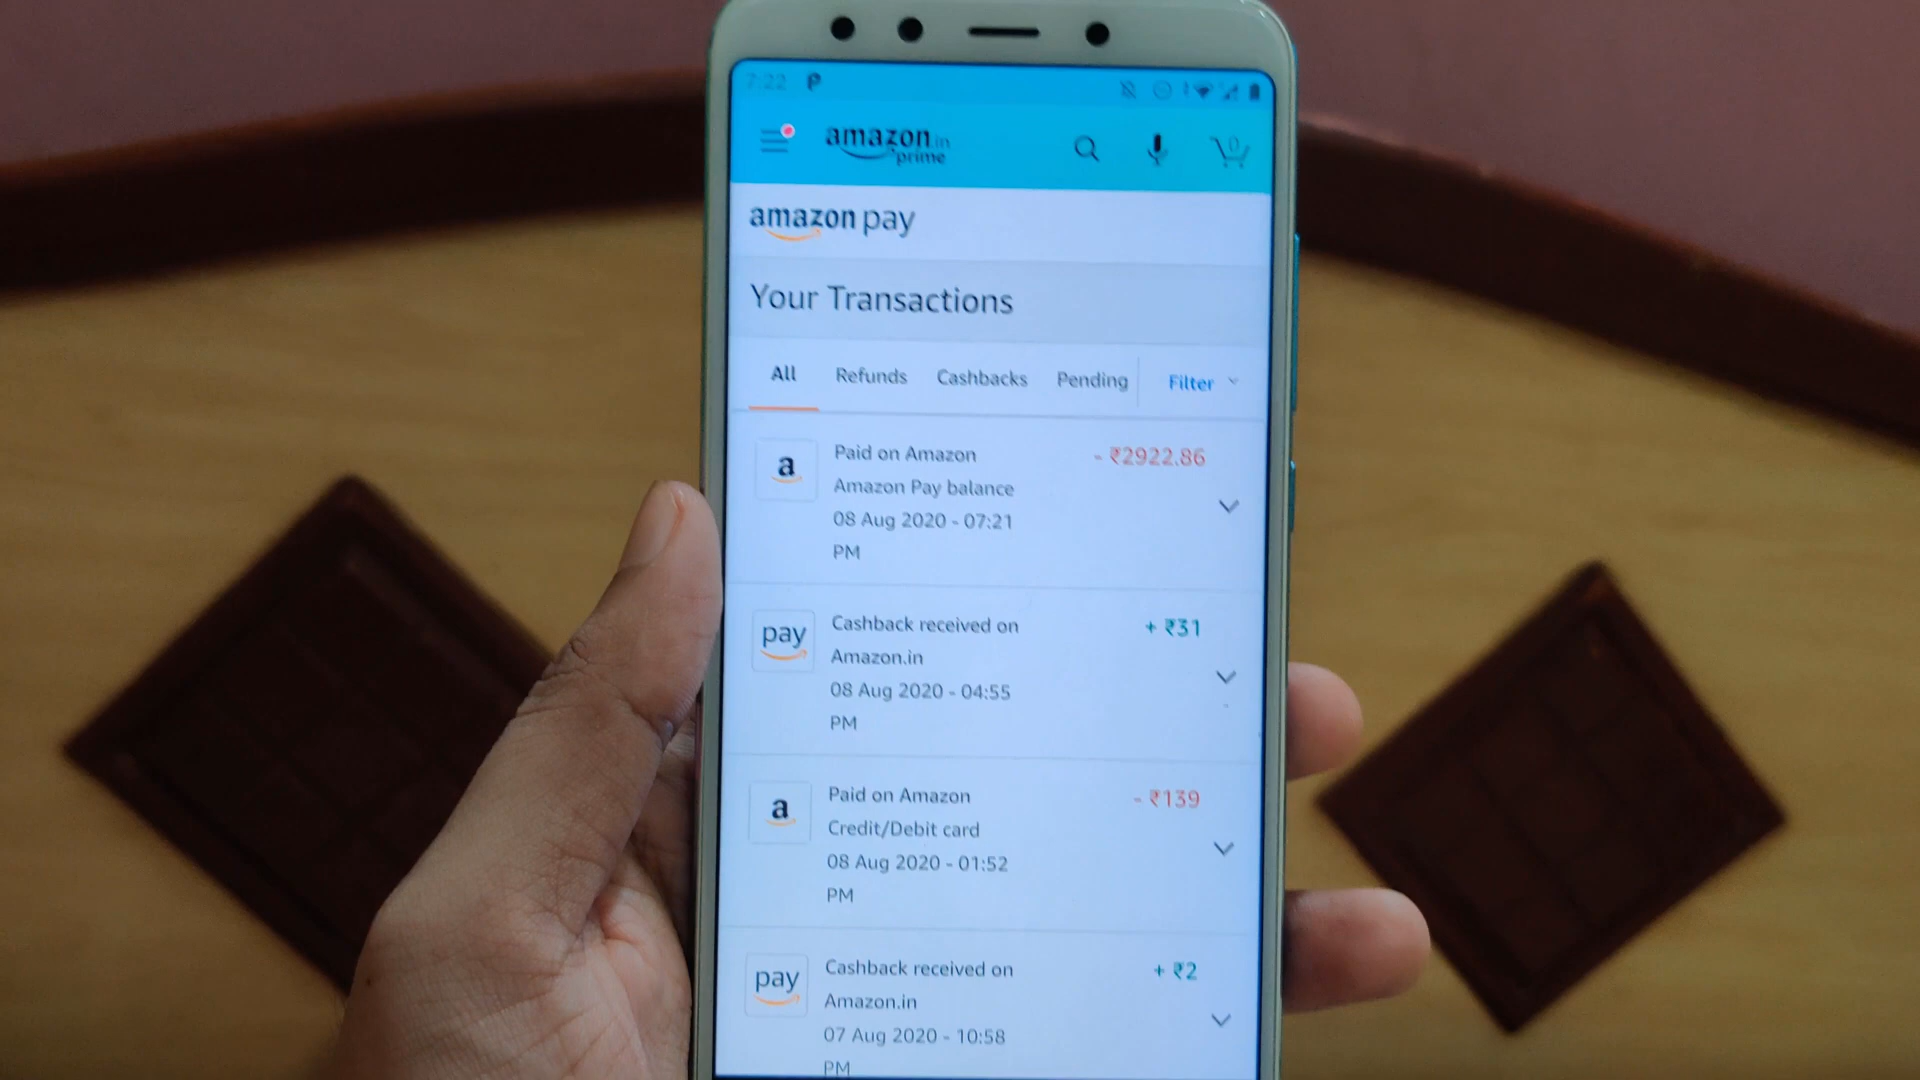 7:22
amazon.in
prime
0
amazon pay
Your Transactions
All Refunds Cashbacks Pending Filter
a Paid on Amazon - ₹2922.86
Amazon Pay balance
08 Aug 2020 - 07:21
PM
pay Cashback received on + ₹31
Amazon.in
08 Aug 2020 - 04:55
PM
a Paid on Amazon - ₹139
Credit/Debit card
08 Aug 2020 - 01:52
PM
pay Cashback received on + ₹2
Amazon.in
07 Aug 2020 - 10:58
PM